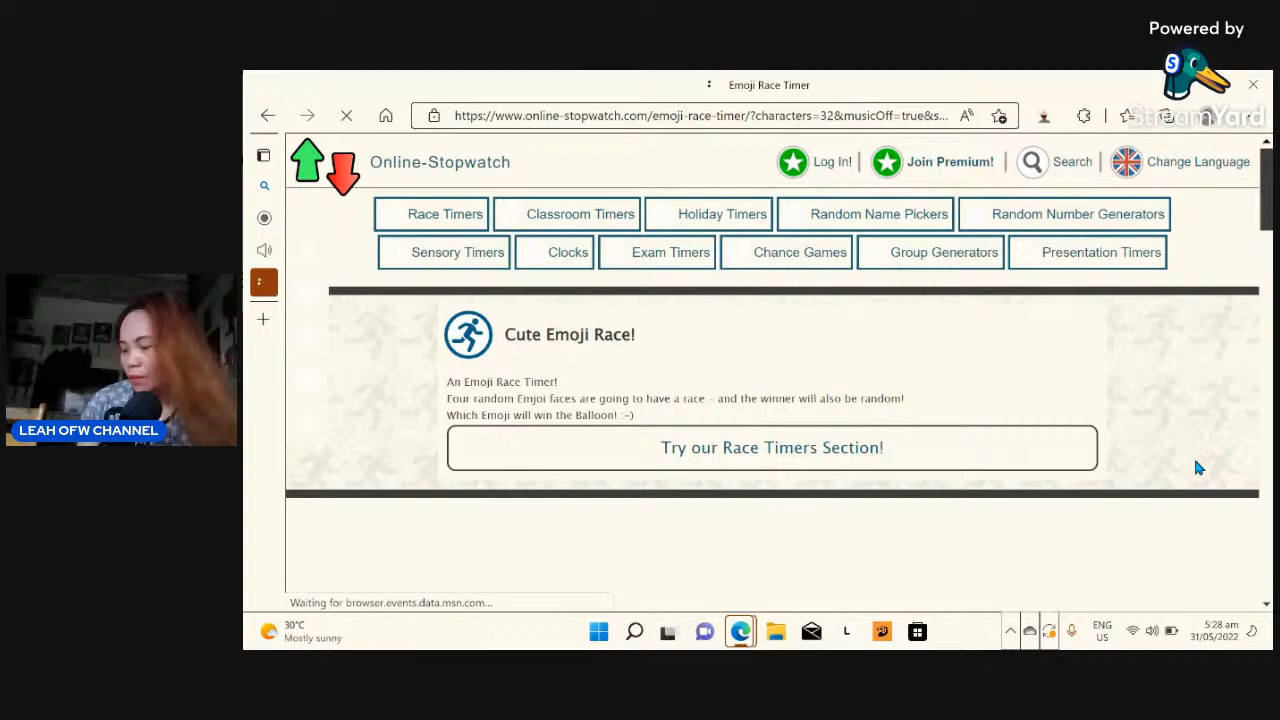 Powered by
S
StreamYard
Emoji Race Timer
https://www.online-stopwatch.com/emoji-race-timer/?characters=32&musicOff=true&s...
Online-Stopwatch
Log In! | Join Premium! | Search | Change Language
Race Timers
Classroom Timers
Holiday Timers
Random Name Pickers
Random Number Generators
Sensory Timers
Clocks
Exam Timers
Chance Games
Group Generators
Presentation Timers
Cute Emoji Race!
An Emoji Race Timer!
Four random Emjoi faces are going to have a race - and the winner will also be random!
Which Emoji will win the Balloon! :-)
Try our Race Timers Section!
LEAH OFW CHANNEL
Waiting for browser.events.data.msn.com...
30°C
Mostly sunny
L
ENG
US
5:28 am
31/05/2022